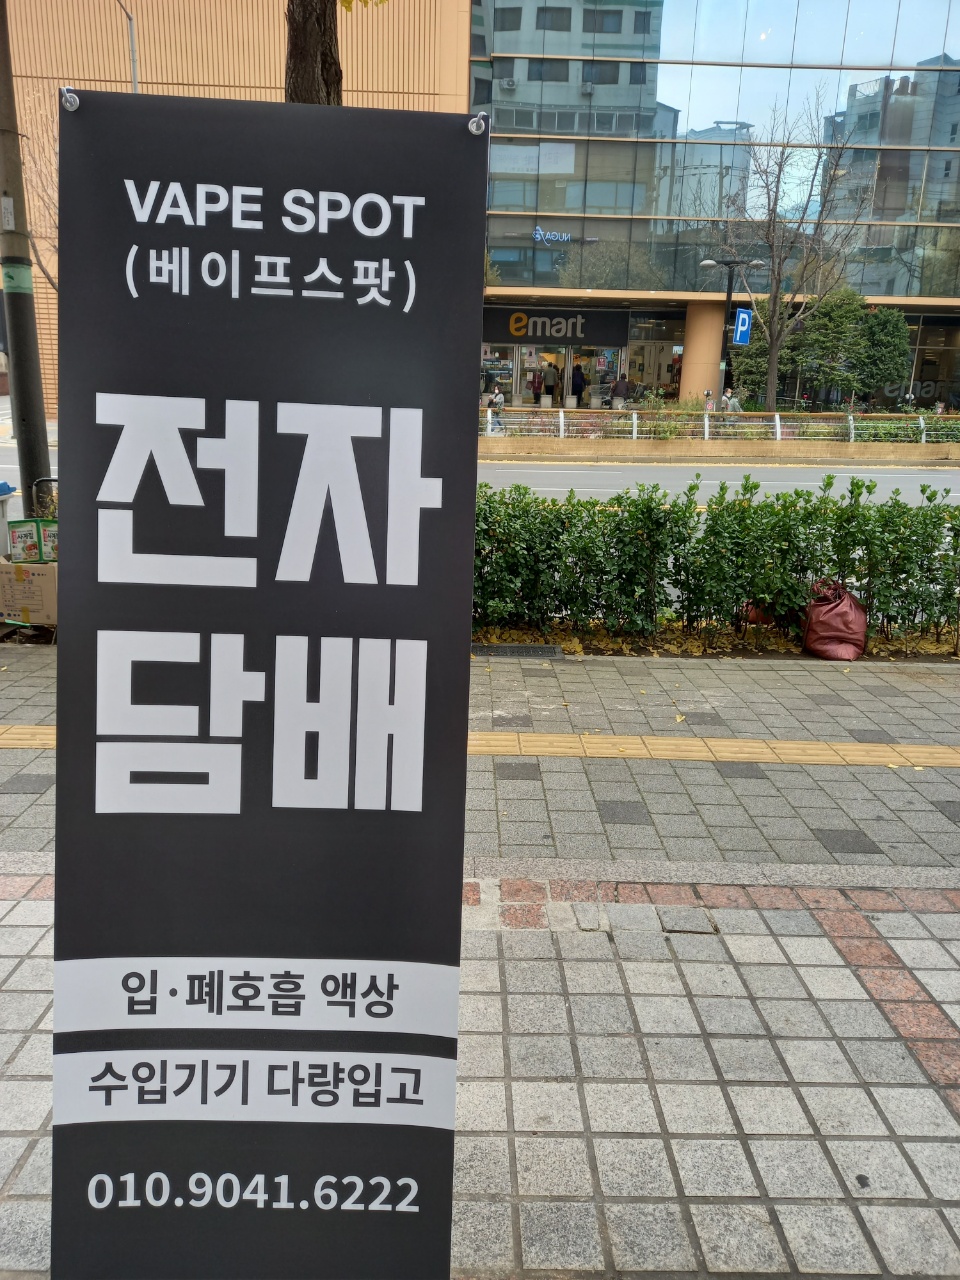 VAPE SPOT
(베이프스팟)
전자
담배
입·폐호흡 액상
수입기기 다량입고
010.9041.6222
emart
P
emart